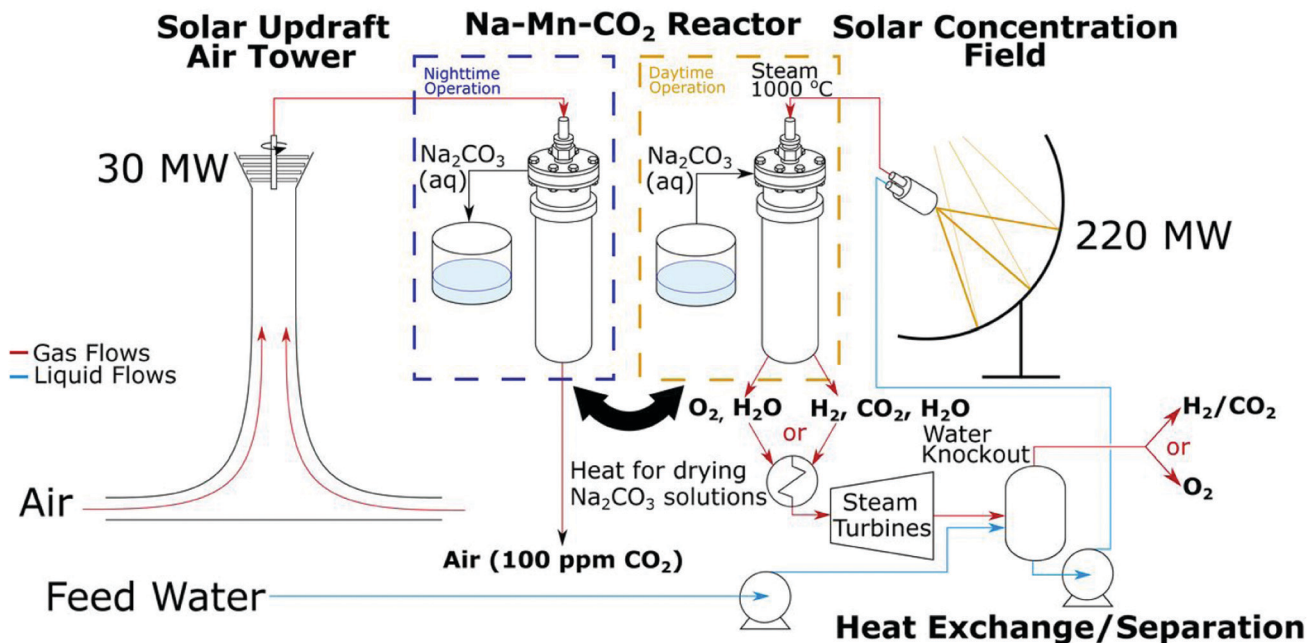 Solar Updraft
Air Tower
Na-Mn-CO₂ Reactor
Solar Concentration
Field
Nighttime
Operation
Daytime
Operation
Steam
1000 °C
30 MW
Na₂CO₃
(aq)
Na₂CO₃
(aq)
220 MW
Gas Flows
Liquid Flows
O₂, H₂O
H₂, CO₂, H₂O
or
Water
Knockout
H₂/CO₂
or
O₂
Heat for drying
Na₂CO₃ solutions
Steam
Turbines
Air
Air (100 ppm CO₂)
Feed Water
Heat Exchange/Separation